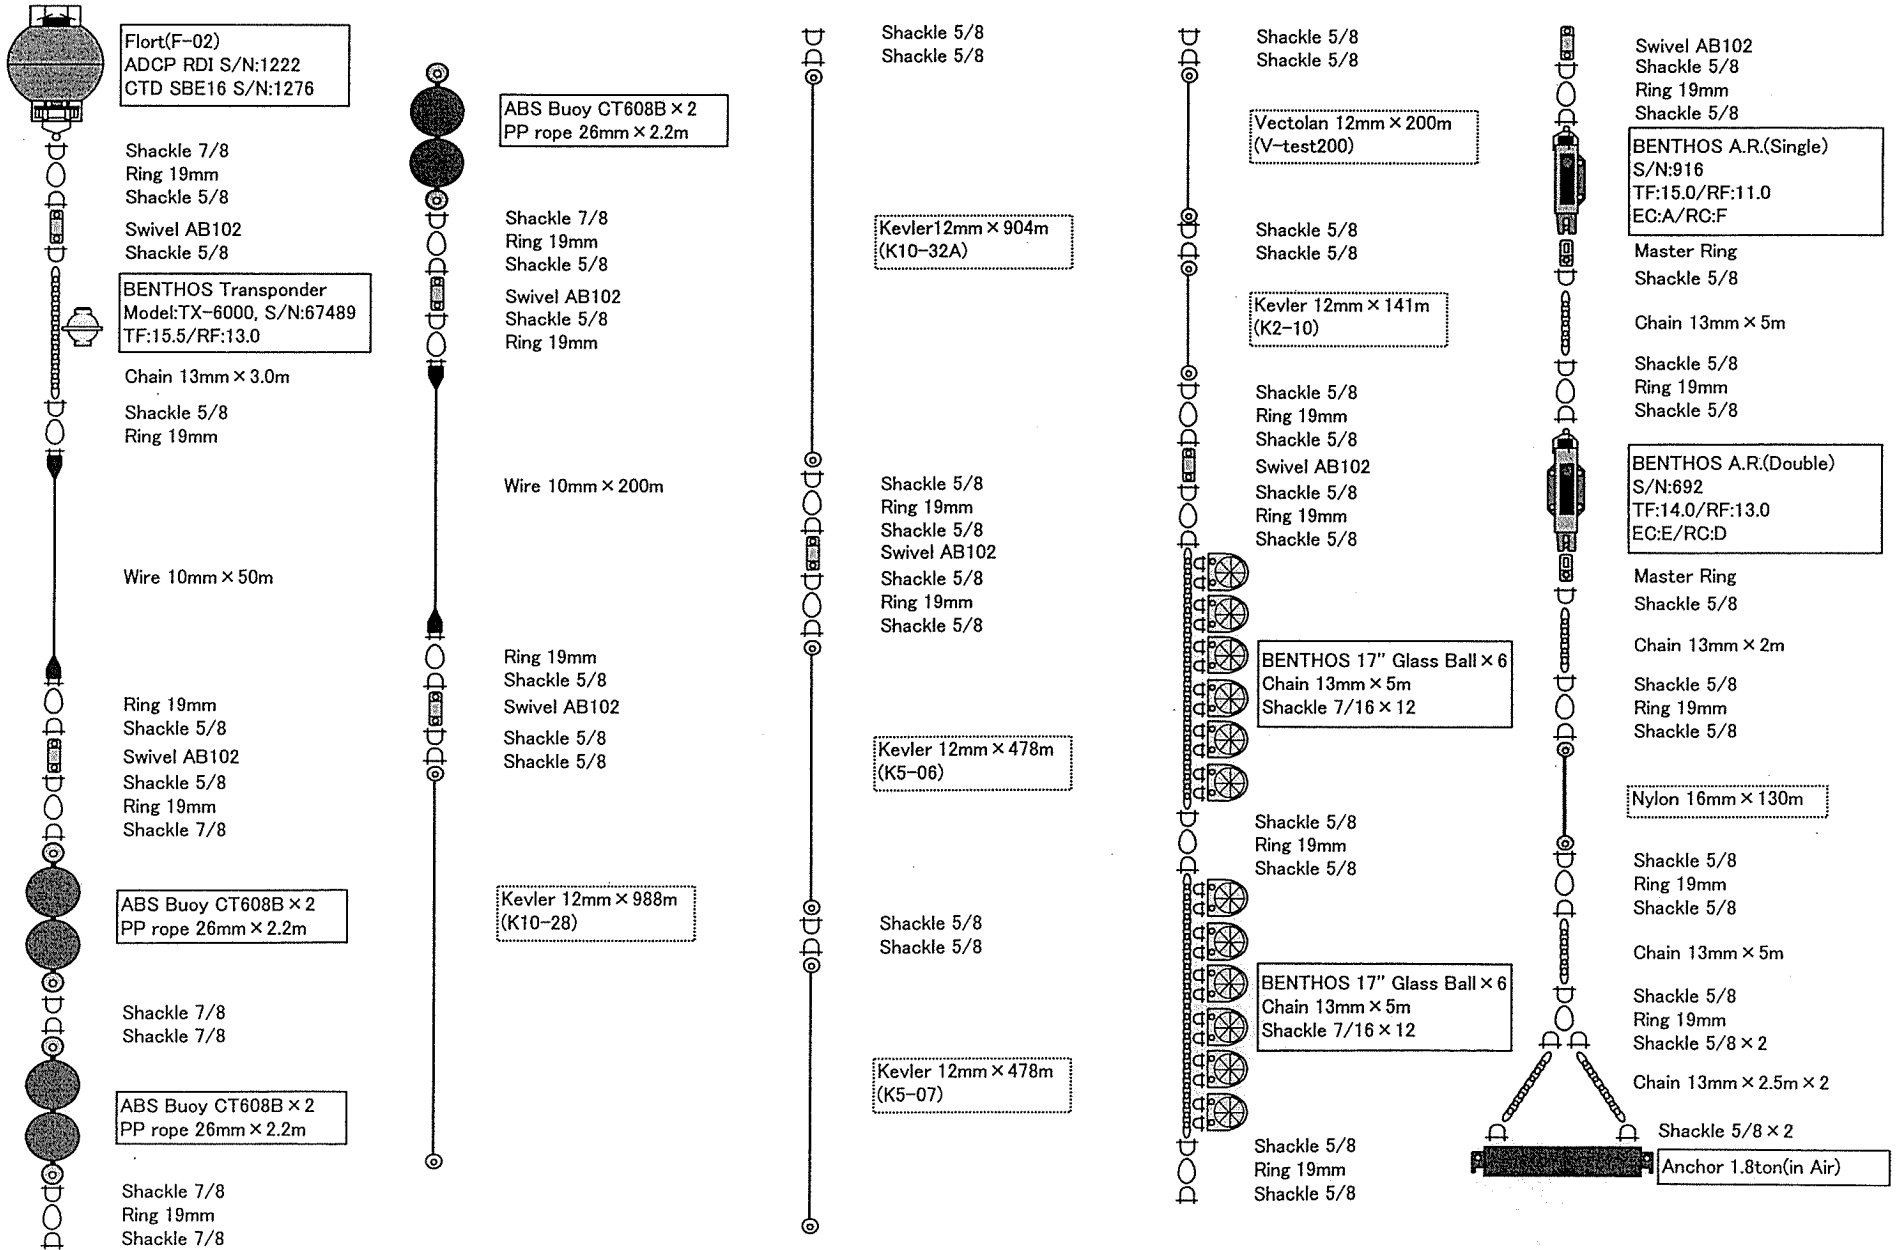 Flort(F-02)
ADCP RDI S/N:1222
CTD SBE16 S/N:1276
Shackle 7/8
Ring 19mm
Shackle 5/8
Swivel AB102
Shackle 5/8
BENTHOS Transponder
Model:TX-6000, S/N:67489
TF:15.5/RF:13.0
Chain 13mm×3.0m
Shackle 5/8
Ring 19mm
Wire 10mm×50m
Ring 19mm
Shackle 5/8
Swivel AB102
Shackle 5/8
Ring 19mm
Shackle 7/8
ABS Buoy CT608B×2
PP rope 26mm×2.2m
Shackle 7/8
Shackle 7/8
ABS Buoy CT608B×2
PP rope 26mm×2.2m
Shackle 7/8
Ring 19mm
Shackle 7/8
ABS Buoy CT608B×2
PP rope 26mm×2.2m
Shackle 7/8
Ring 19mm
Shackle 5/8
Swivel AB102
Shackle 5/8
Ring 19mm
Wire 10mm×200m
Ring 19mm
Shackle 5/8
Swivel AB102
Shackle 5/8
Shackle 5/8
Kevler 12mm×988m
(K10-28)
Shackle 5/8
Shackle 5/8
Kevler12mm×904m
(K10-32A)
Shackle 5/8
Ring 19mm
Shackle 5/8
Swivel AB102
Shackle 5/8
Ring 19mm
Shackle 5/8
Kevler 12mm×478m
(K5-06)
Shackle 5/8
Shackle 5/8
Kevler 12mm×478m
(K5-07)
Shackle 5/8
Shackle 5/8
Vectolan 12mm×200m
(V-test200)
Shackle 5/8
Shackle 5/8
Kevler 12mm×141m
(K2-10)
Shackle 5/8
Ring 19mm
Shackle 5/8
Swivel AB102
Shackle 5/8
Ring 19mm
Shackle 5/8
BENTHOS 17" Glass Ball×6
Chain 13mm×5m
Shackle 7/16×12
Shackle 5/8
Ring 19mm
Shackle 5/8
BENTHOS 17" Glass Ball×6
Chain 13mm×5m
Shackle 7/16×12
Shackle 5/8
Ring 19mm
Shackle 5/8
Swivel AB102
Shackle 5/8
Ring 19mm
Shackle 5/8
BENTHOS A.R.(Single)
S/N:916
TF:15.0/RF:11.0
EC:A/RC:F
Master Ring
Shackle 5/8
Chain 13mm×5m
Shackle 5/8
Ring 19mm
Shackle 5/8
BENTHOS A.R.(Double)
S/N:692
TF:14.0/RF:13.0
EC:E/RC:D
Master Ring
Shackle 5/8
Chain 13mm×2m
Shackle 5/8
Ring 19mm
Shackle 5/8
Nylon 16mm×130m
Shackle 5/8
Ring 19mm
Shackle 5/8
Chain 13mm×5m
Shackle 5/8
Ring 19mm
Shackle 5/8×2
Chain 13mm×2.5m×2
Shackle 5/8×2
Anchor 1.8ton(in Air)